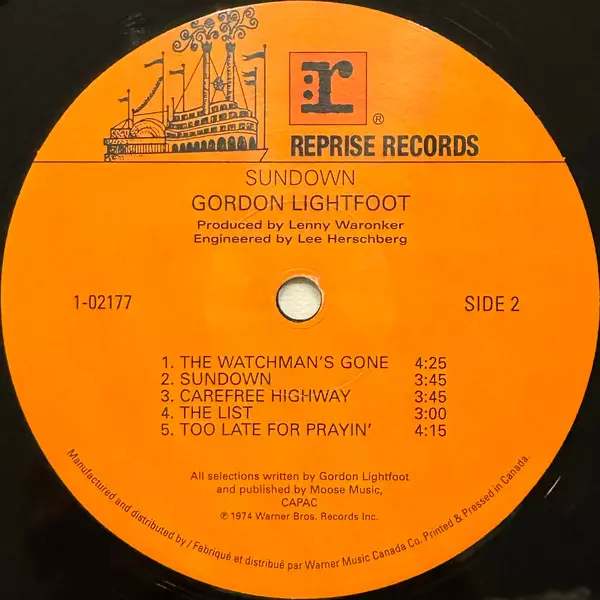 r
®
REPRISE RECORDS
SUNDOWN
GORDON LIGHTFOOT
Produced by Lenny Waronker
Engineered by Lee Herschberg
1-02177
SIDE 2
1. THE WATCHMAN'S GONE 4:25
2. SUNDOWN 3:45
3. CAREFREE HIGHWAY 3:45
4. THE LIST 3:00
5. TOO LATE FOR PRAYIN' 4:15
All selections written by Gordon Lightfoot
and published by Moose Music,
CAPAC
℗ 1974 Warner Bros. Records Inc.
Manufactured and distributed by / Fabriqué et distribué par Warner Music Canada Co. Printed & Pressed in Canada.